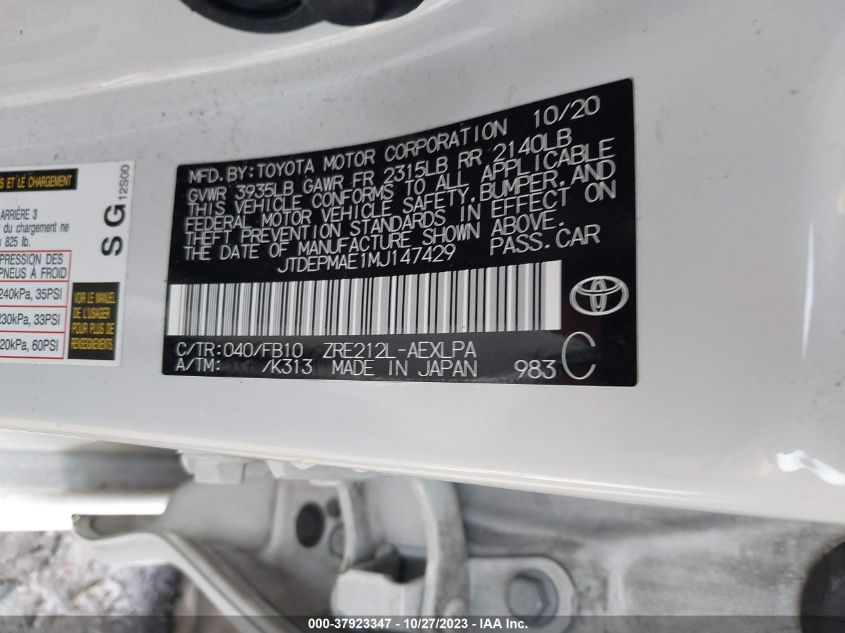 S ET LE CHARGEMENT
ARRIÈRE 3
du chargement ne
825 lb.
PRESSION DES
PNEUS À FROID
240kPa, 35PSI
230kPa, 33PSI
20kPa, 60PSI
VOIR LE MANUEL
DE L'USAGER
POUR PLUS DE
RENSEIGNEMENTS
SG
12S00
MFD. BY: TOYOTA MOTOR CORPORATION 10/20
GVWR 3935LB GAWR FR 2315LB RR 2140LB
THIS VEHICLE CONFORMS TO ALL APPLICABLE
FEDERAL MOTOR VEHICLE SAFETY, BUMPER, AND
THEFT PREVENTION STANDARDS IN EFFECT ON
THE DATE OF MANUFACTURE SHOWN ABOVE.
JTDEPMAE1MJ147429 PASS. CAR
C/TR: 040/FB10 ZRE212L-AEXLPA
A/TM: /K313 MADE IN JAPAN 983 C
000-37923347 | 10/27/2023 | IAA Inc.